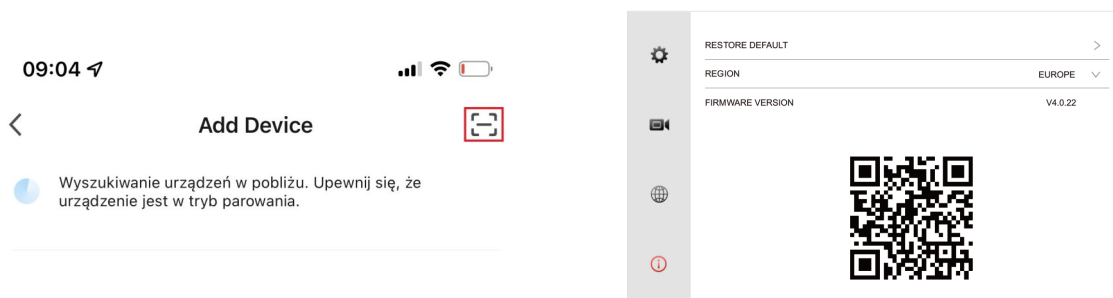 09:04
Add Device
Wyszukiwanie urządzeń w pobliżu. Upewnij się, że
urządzenie jest w tryb parowania.
RESTORE DEFAULT
REGION EUROPE
FIRMWARE VERSION V4.0.22